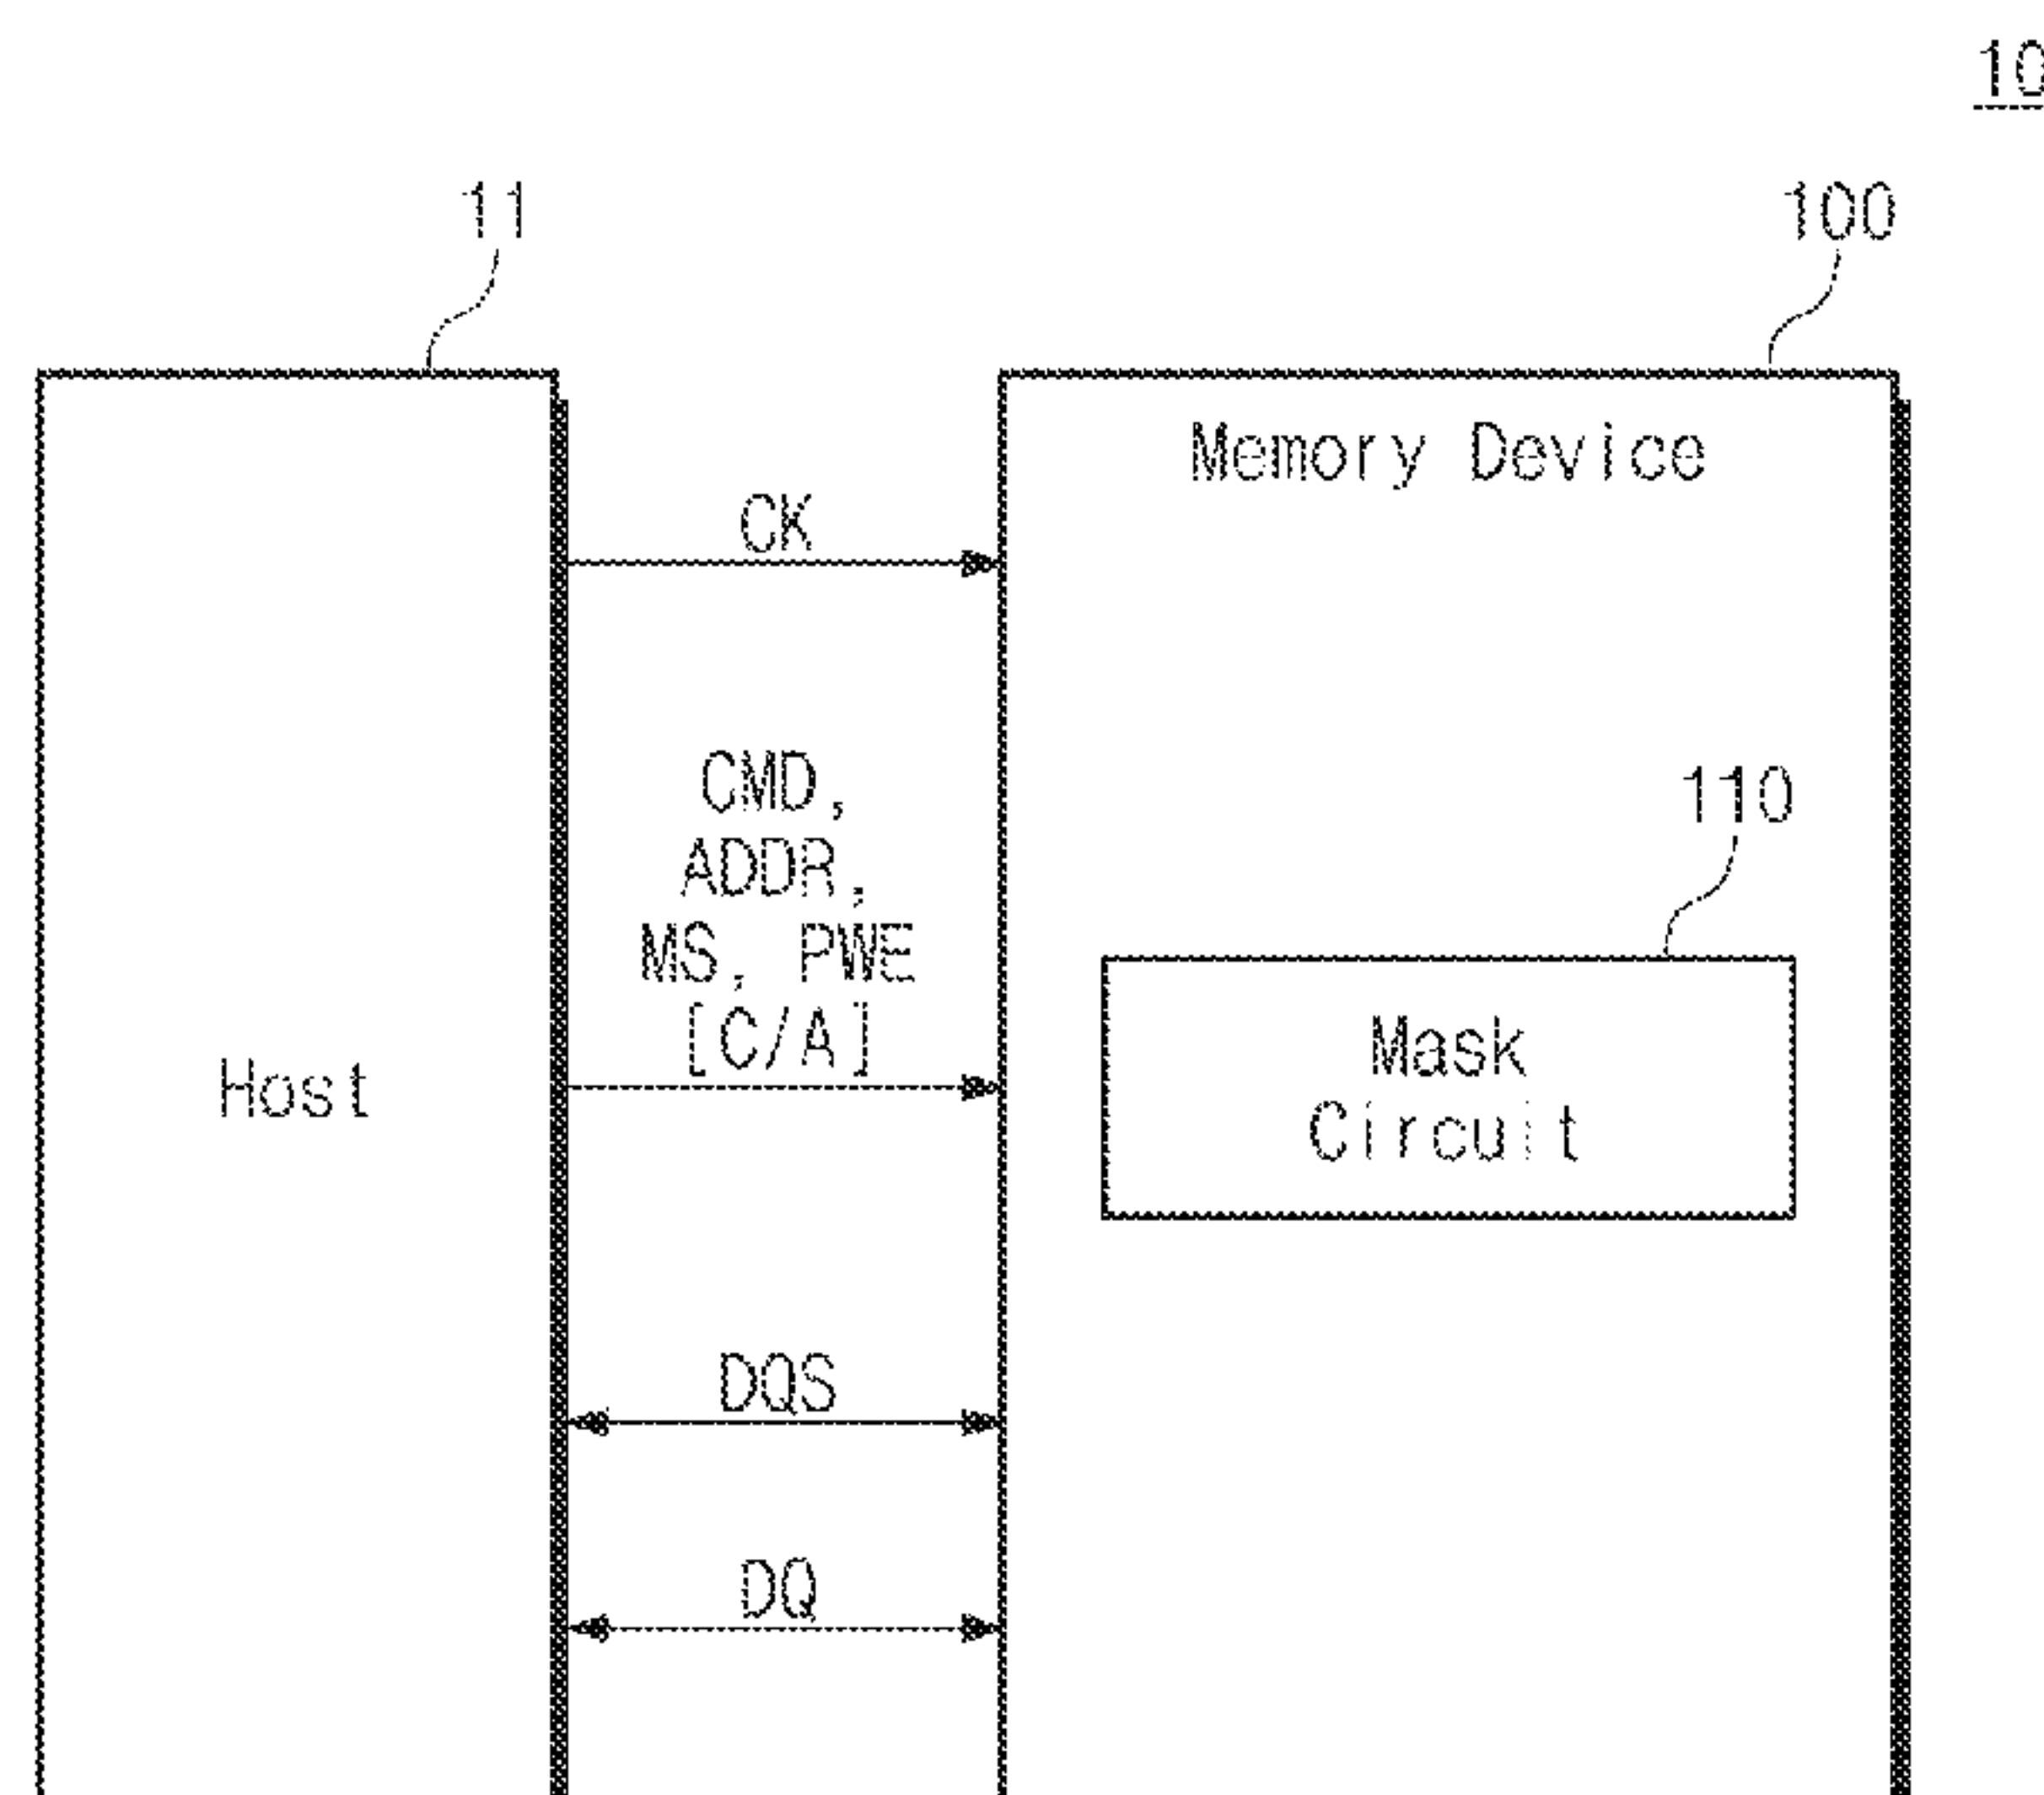 10
11
100
Memory Device
CK
CMD,
ADDR,
MS, PWE
[C/A]
110
Host
Mask
Circuit
DQS
DQ